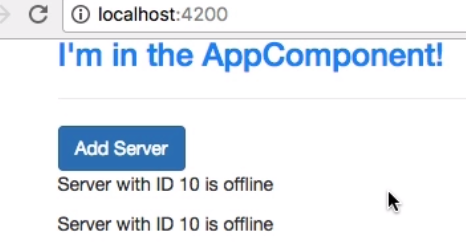 localhost:4200
I'm in the AppComponent!
Add Server
Server with ID 10 is offline
Server with ID 10 is offline